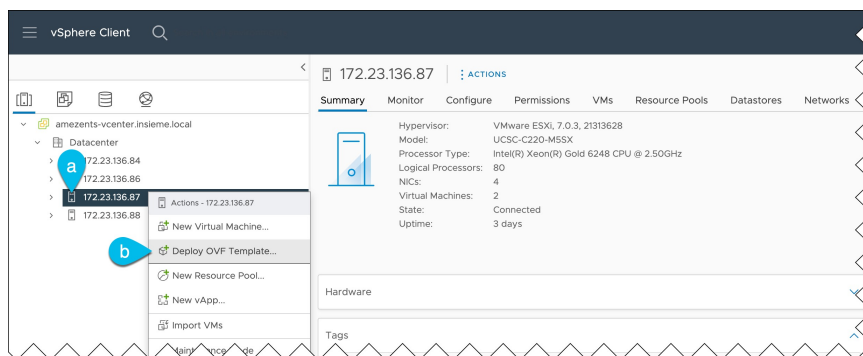 vSphere Client
172.23.136.87
ACTIONS
Summary Monitor Configure Permissions VMs Resource Pools Datastores Networks
amezents-vcenter.insieme.local
Datacenter
72.23.136.84
172.23.136.86
172.23.136.87
172.23.136.88
a
b
Actions - 172.23.136.87
New Virtual Machine...
Deploy OVF Template...
New Resource Pool...
New vApp...
Import VMs
Hypervisor: VMware ESXi, 7.0.3, 21313628
Model: UCSC-C220-M5SX
Processor Type: Intel(R) Xeon(R) Gold 6248 CPU @ 2.50GHz
Logical Processors: 80
NICs: 4
Virtual Machines: 2
State: Connected
Uptime: 3 days
Hardware
Tags